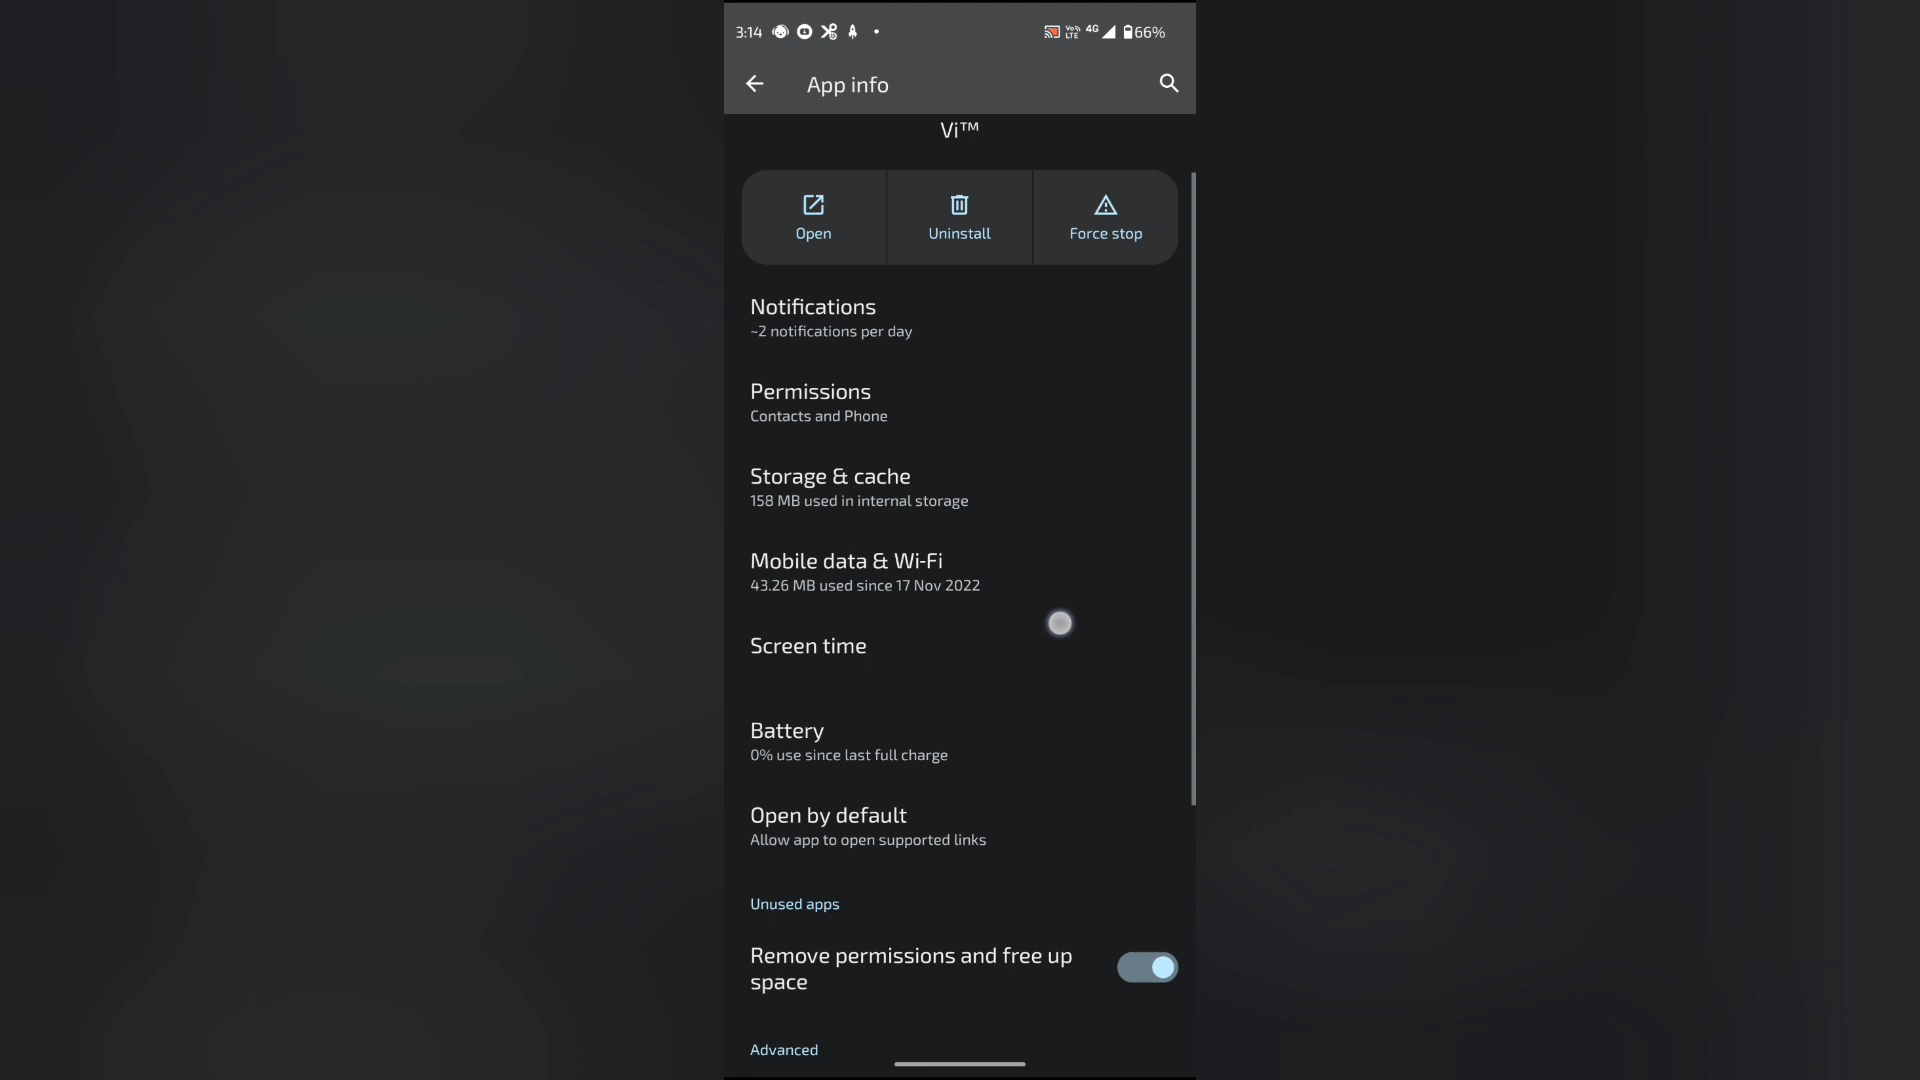 3:14
Vo))
LTE
4G
66%
App info
Vi™
Open
Uninstall
Force stop
Notifications
~2 notifications per day
Permissions
Contacts and Phone
Storage & cache
158 MB used in internal storage
Mobile data & Wi-Fi
43.26 MB used since 17 Nov 2022
Screen time
Battery
0% use since last full charge
Open by default
Allow app to open supported links
Unused apps
Remove permissions and free up
space
Advanced